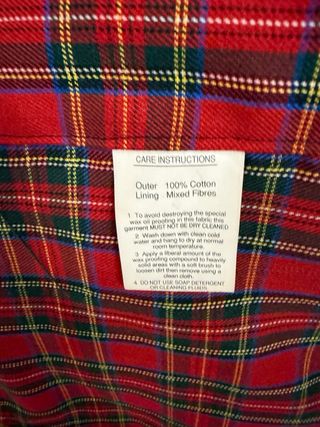 CARE INSTRUCTIONS
Outer 100% Cotton
Lining Mixed Fibres
1 To avoid destroying the special
wax oil proofing in this fabric this
garment MUST NOT BE DRY CLEANED
2. Wash down with clean cold
water and hang to dry at normal
room temperature.
3 Apply a liberal amount of the
wax proofing compound to heavily
solid areas with a soft brush to
loosen dirt then remove using a
clean cloth.
4. DO NOT USE SOAP DETERGENT
OR CLEANING FLUIDS.